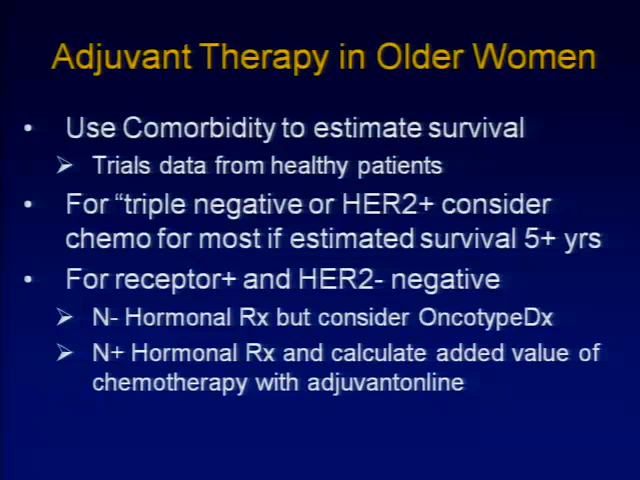 Adjuvant Therapy in Older Women
• Use Comorbidity to estimate survival
➢ Trials data from healthy patients
• For “triple negative or HER2+ consider
chemo for most if estimated survival 5+ yrs
• For receptor+ and HER2- negative
➢ N- Hormonal Rx but consider OncotypeDx
➢ N+ Hormonal Rx and calculate added value of
chemotherapy with adjuvantonline